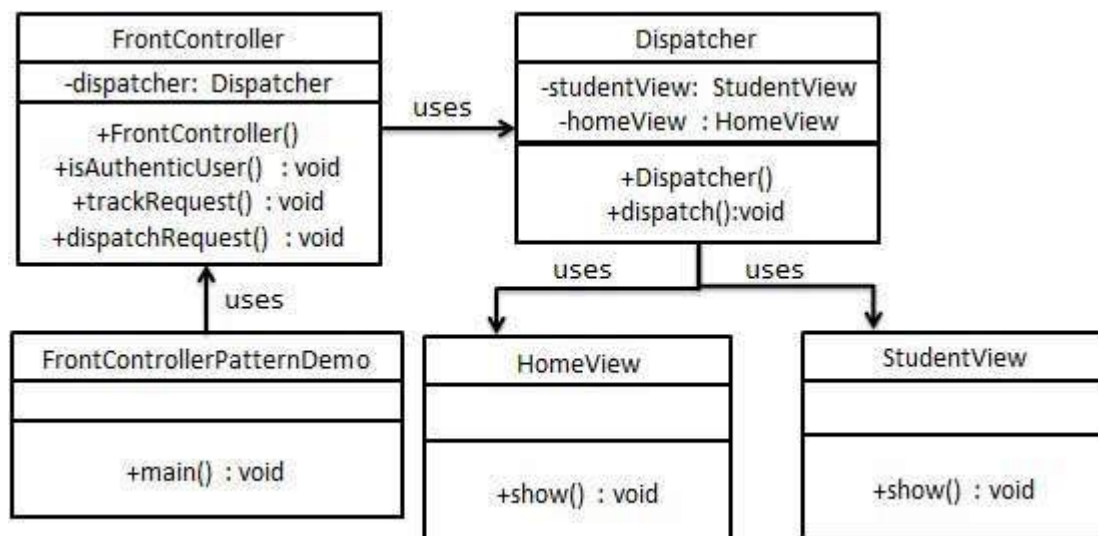 FrontController
-dispatcher: Dispatcher
+FrontController()
+isAuthenticUser() : void
+trackRequest() : void
+dispatchRequest() : void
uses
Dispatcher
-studentView: StudentView
-homeView : HomeView
+Dispatcher()
+dispatch():void
uses
uses
uses
FrontControllerPatternDemo
+main() : void
HomeView
+show() : void
StudentView
+show() : void